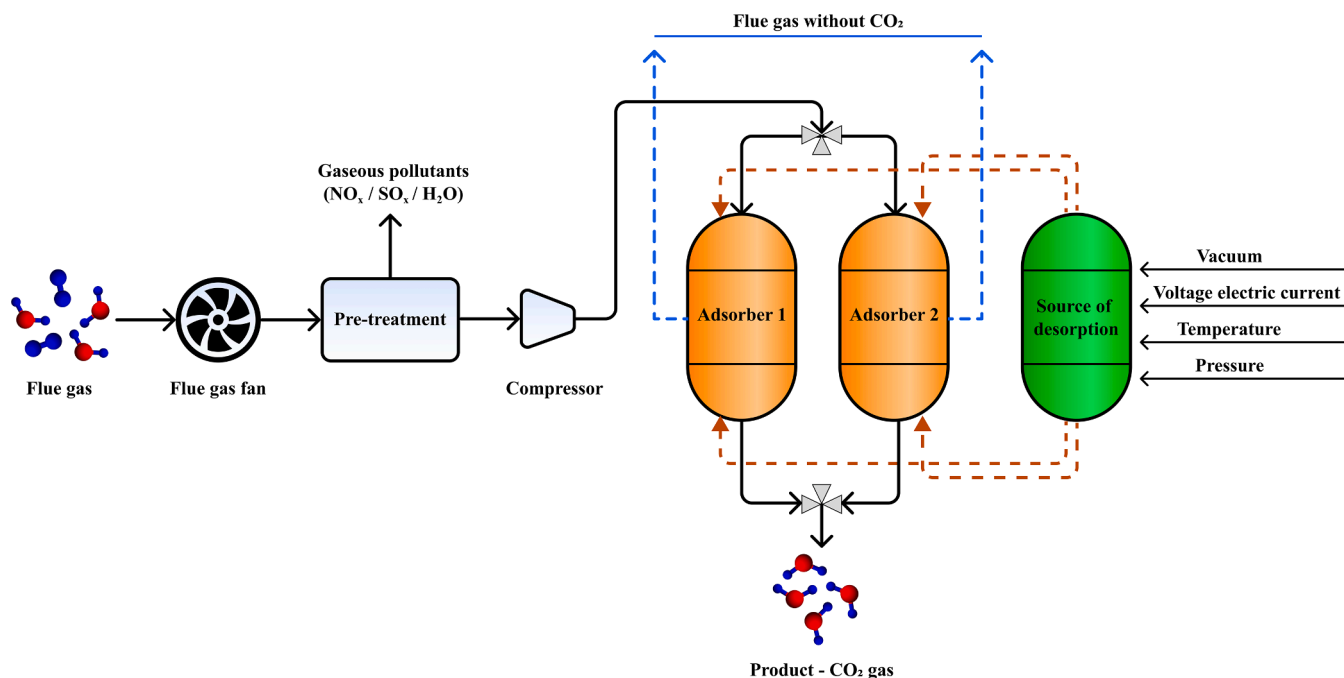 Flue gas without CO₂
Gaseous pollutants
(NOₓ / SOₓ / H₂O)
Vacuum
Voltage electric current
Temperature
Pressure
Pre-treatment
Adsorber 1
Adsorber 2
Source of
desorption
Flue gas
Flue gas fan
Compressor
Product - CO₂ gas